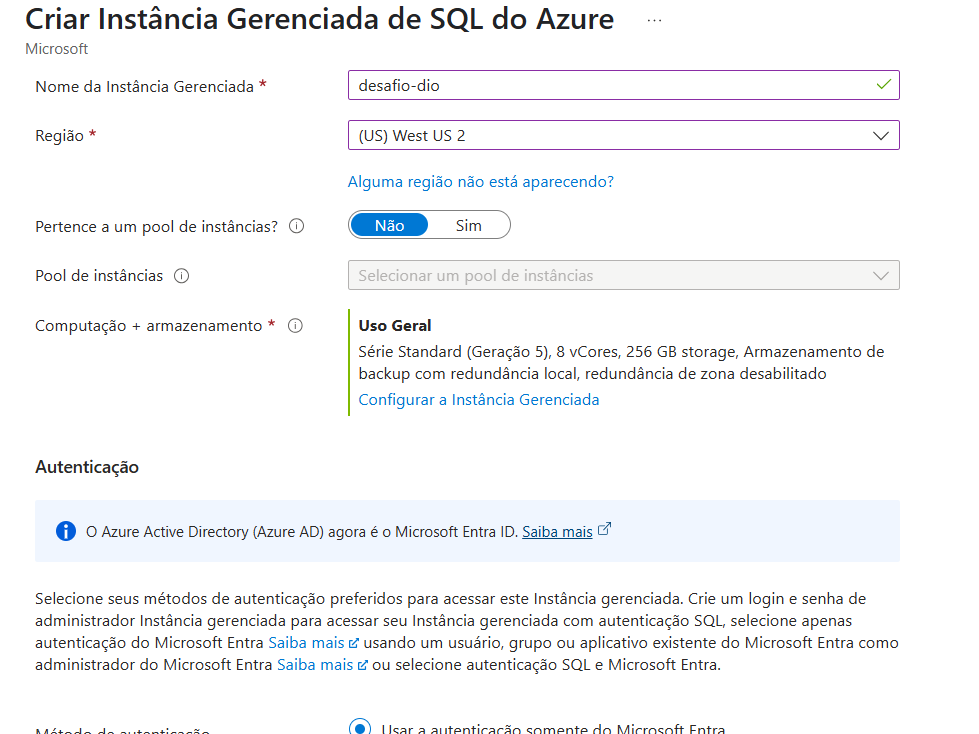 Criar Instância Gerenciada de SQL do Azure ...
Microsoft
Nome da Instância Gerenciada *
desafio-dio
Região *
(US) West US 2
Alguma região não está aparecendo?
Pertence a um pool de instâncias?
Não Sim
Pool de instâncias
Selecionar um pool de instâncias
Computação + armazenamento *
Uso Geral
Série Standard (Geração 5), 8 vCores, 256 GB storage, Armazenamento de
backup com redundância local, redundância de zona desabilitado
Configurar a Instância Gerenciada
Autenticação
O Azure Active Directory (Azure AD) agora é o Microsoft Entra ID. Saiba mais
Selecione seus métodos de autenticação preferidos para acessar este Instância gerenciada. Crie um login e senha de
administrador Instância gerenciada para acessar seu Instância gerenciada com autenticação SQL, selecione apenas
autenticação do Microsoft Entra Saiba mais usando um usuário, grupo ou aplicativo existente do Microsoft Entra como
administrador do Microsoft Entra Saiba mais ou selecione autenticação SQL e Microsoft Entra.
Método de autenticação
Usar a autenticação somente do Microsoft Entra